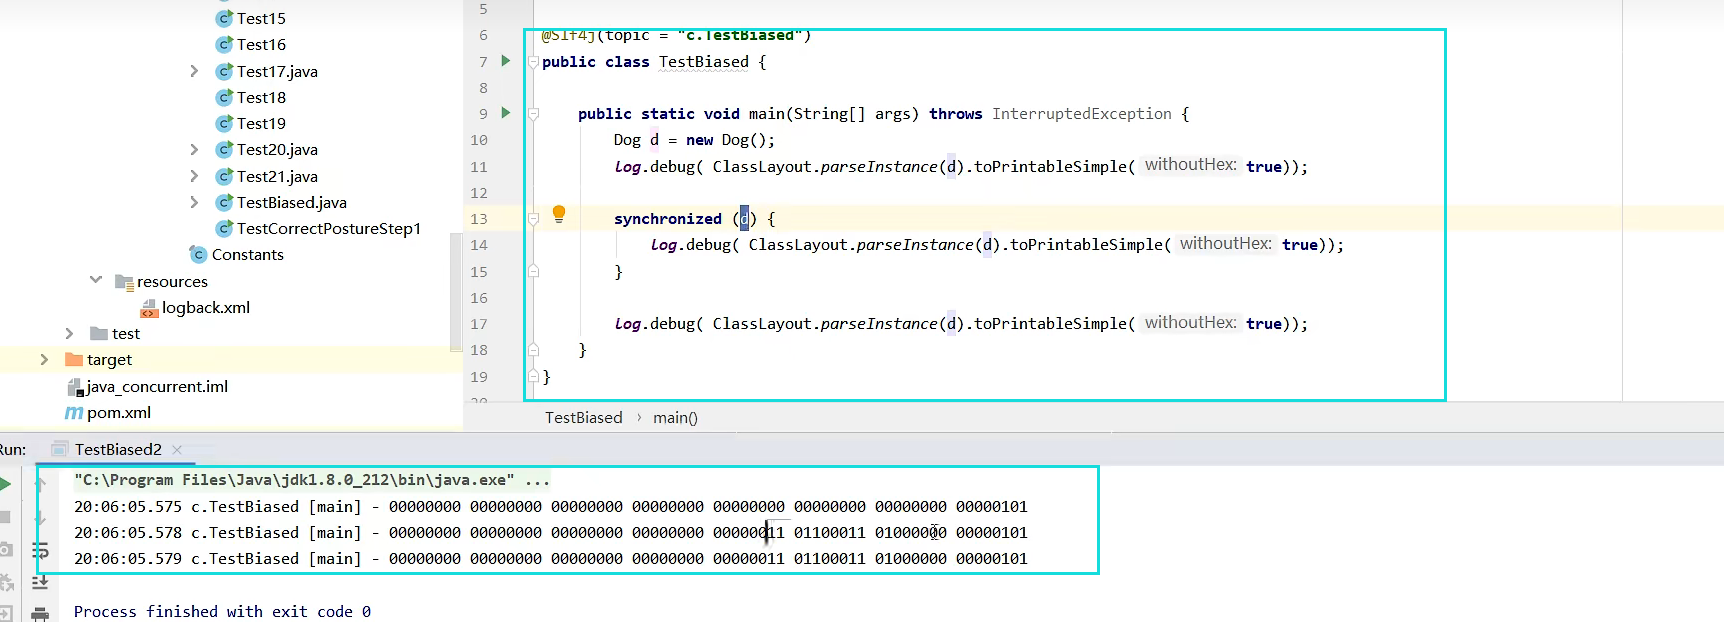 Test15
Test16
Test17.java
Test18
Test19
Test20.java
Test21.java
TestBiased.java
TestCorrectPostureStep1
Constants
resources
logback.xml
test
target
java_concurrent.iml
pom.xml
5
6 @Slf4j(topic = "c.TestBiased")
7 public class TestBiased {
8
9 public static void main(String[] args) throws InterruptedException {
10 Dog d = new Dog();
11 log.debug( ClassLayout.parseInstance(d).toPrintableSimple( withoutHex: true));
12
13 synchronized (d) {
14 log.debug( ClassLayout.parseInstance(d).toPrintableSimple( withoutHex: true));
15 }
16
17 log.debug( ClassLayout.parseInstance(d).toPrintableSimple( withoutHex: true));
18 }
19 }
20
TestBiased › main()
Run: TestBiased2 ×
"C:\Program Files\Java\jdk1.8.0_212\bin\java.exe" ...
20:06:05.575 c.TestBiased [main] - 00000000 00000000 00000000 00000000 00000000 00000000 00000000 00000101
20:06:05.578 c.TestBiased [main] - 00000000 00000000 00000000 00000000 00000011 01100011 01000000 00000101
20:06:05.579 c.TestBiased [main] - 00000000 00000000 00000000 00000000 00000011 01100011 01000000 00000101
Process finished with exit code 0